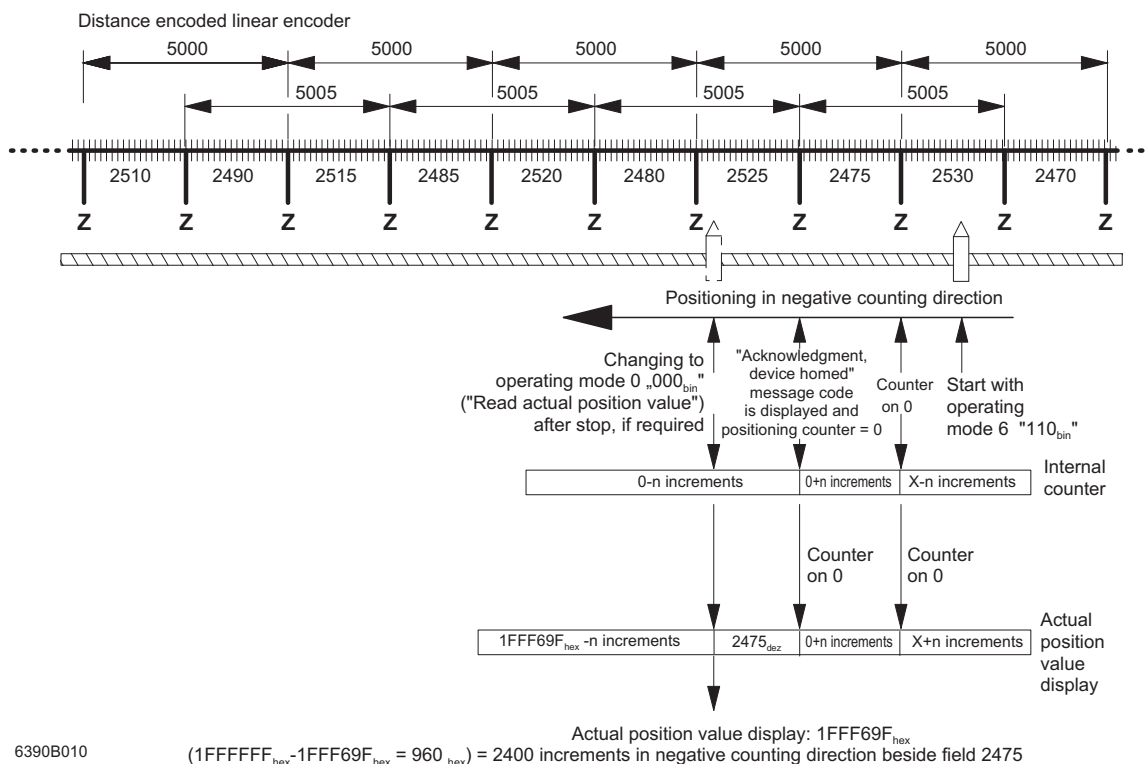 Distance encoded linear encoder
5000 5000 5000 5000 5000
5005 5005 5005 5005
2510 2490 2515 2485 2520 2480 2525 2475 2530 2470
Z Z Z Z Z Z Z Z Z Z Z
Positioning in negative counting direction
Changing to
operating mode 0 „000bin"
("Read actual position value")
after stop, if required
"Acknowledgment,
device homed"
message code
is displayed and
positioning counter = 0
Counter
on 0
Start with
operating
mode 6 "110bin"
Internal
counter
0-n increments 0+n increments X-n increments
Counter
on 0
Counter
on 0
1FFF69Fhex -n increments 2475dez 0+n increments X+n increments
Actual
position
value
display
Actual position value display: 1FFF69Fhex
6390B010
(1FFFFFFhex-1FFF69Fhex = 960 hex) = 2400 increments in negative counting direction beside field 2475